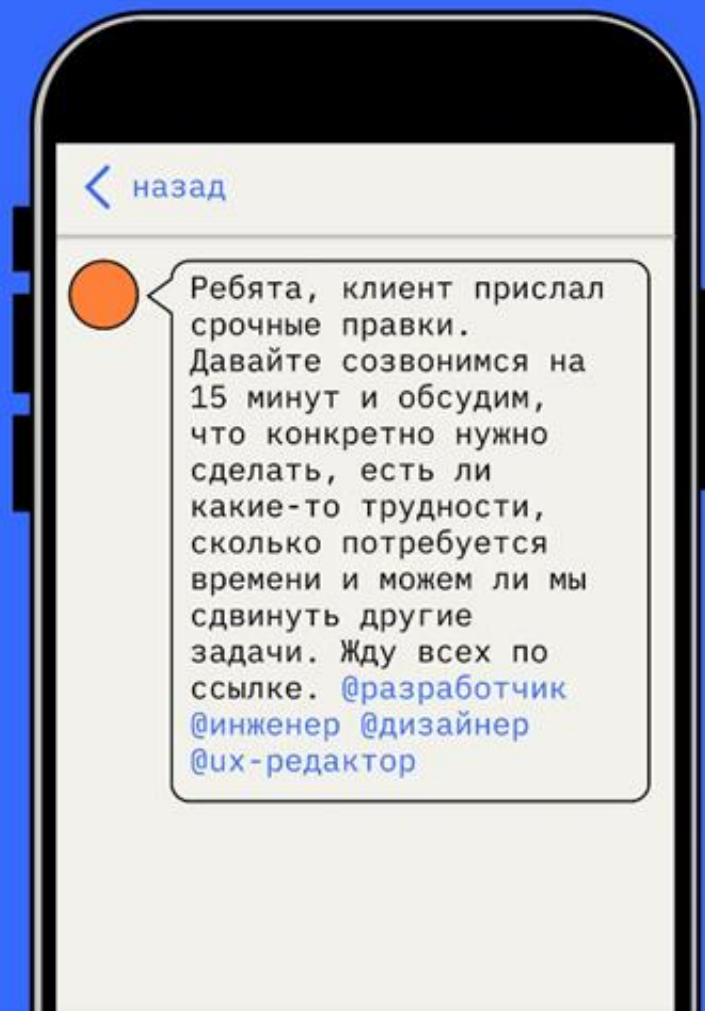 назад
Ребята, клиент прислал
срочные правки.
Давайте созвонимся на
15 минут и обсудим,
что конкретно нужно
сделать, есть ли
какие-то трудности,
сколько потребуется
времени и можем ли мы
сдвинуть другие
задачи. Жду всех по
ссылке. @разработчик
@инженер @дизайнер
@ux-редактор